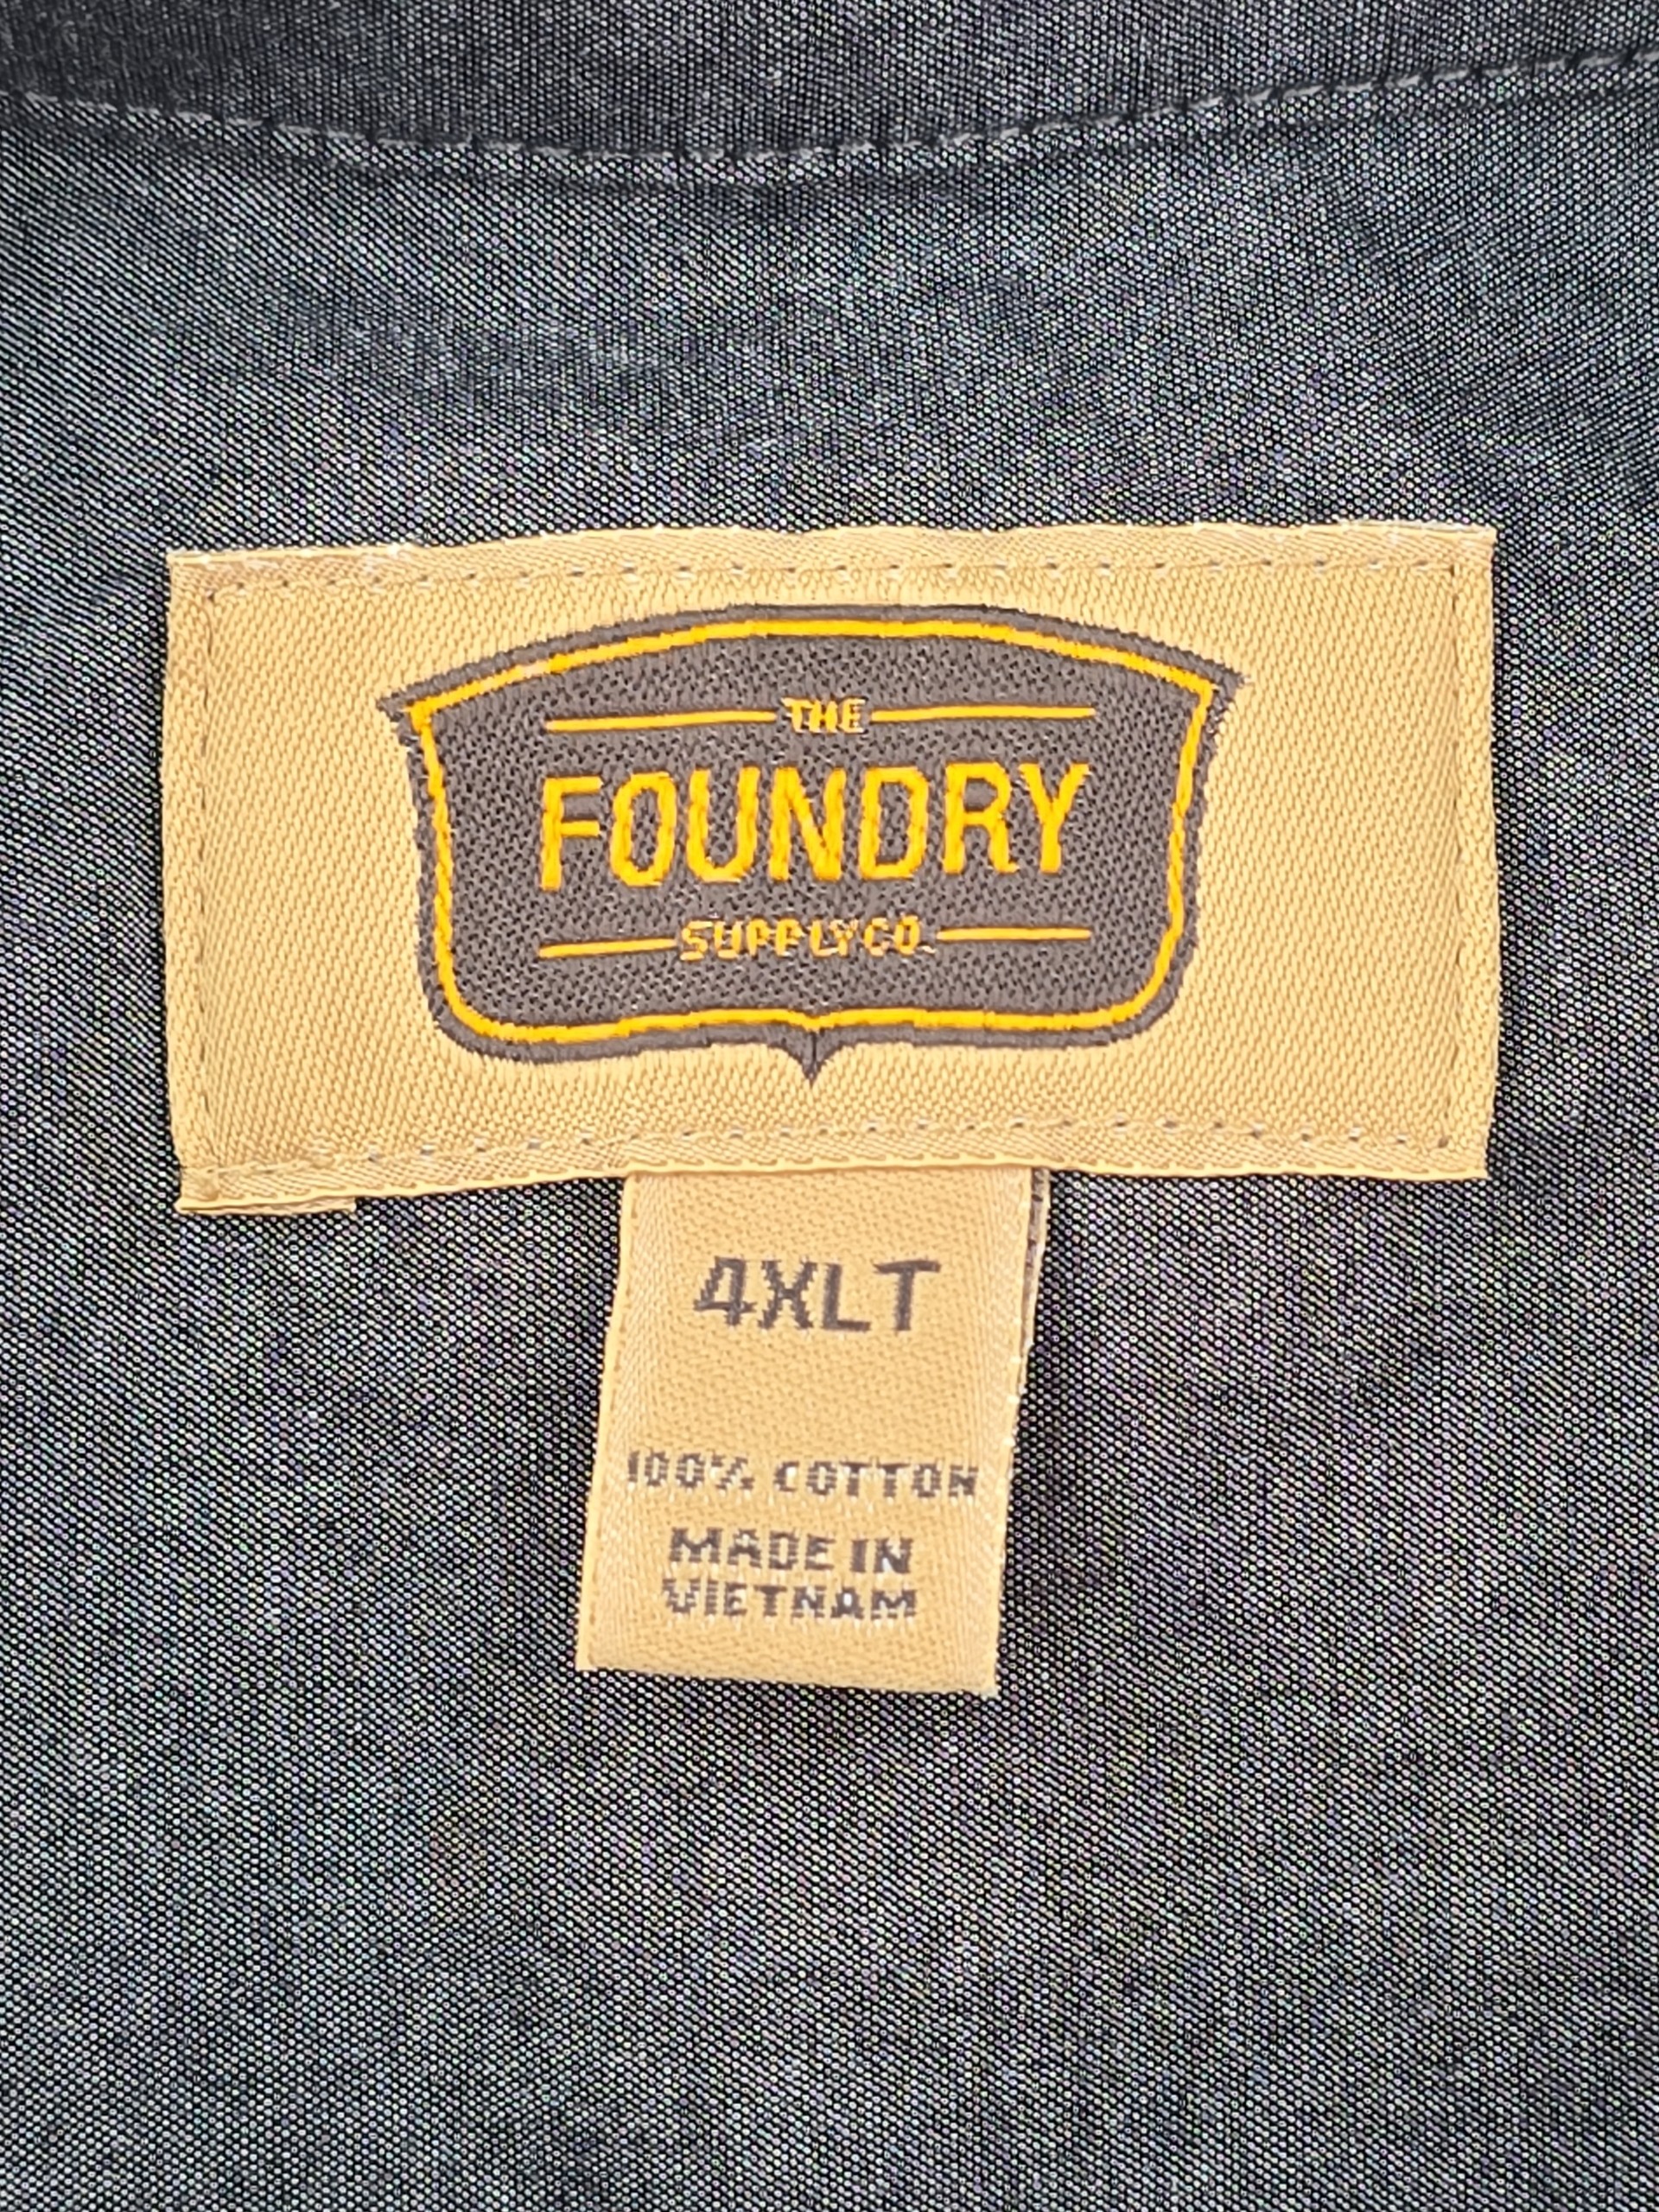 THE
FOUNDRY
SUPPLY CO.
4XLT
100% COTTON
MADE IN
VIETNAM